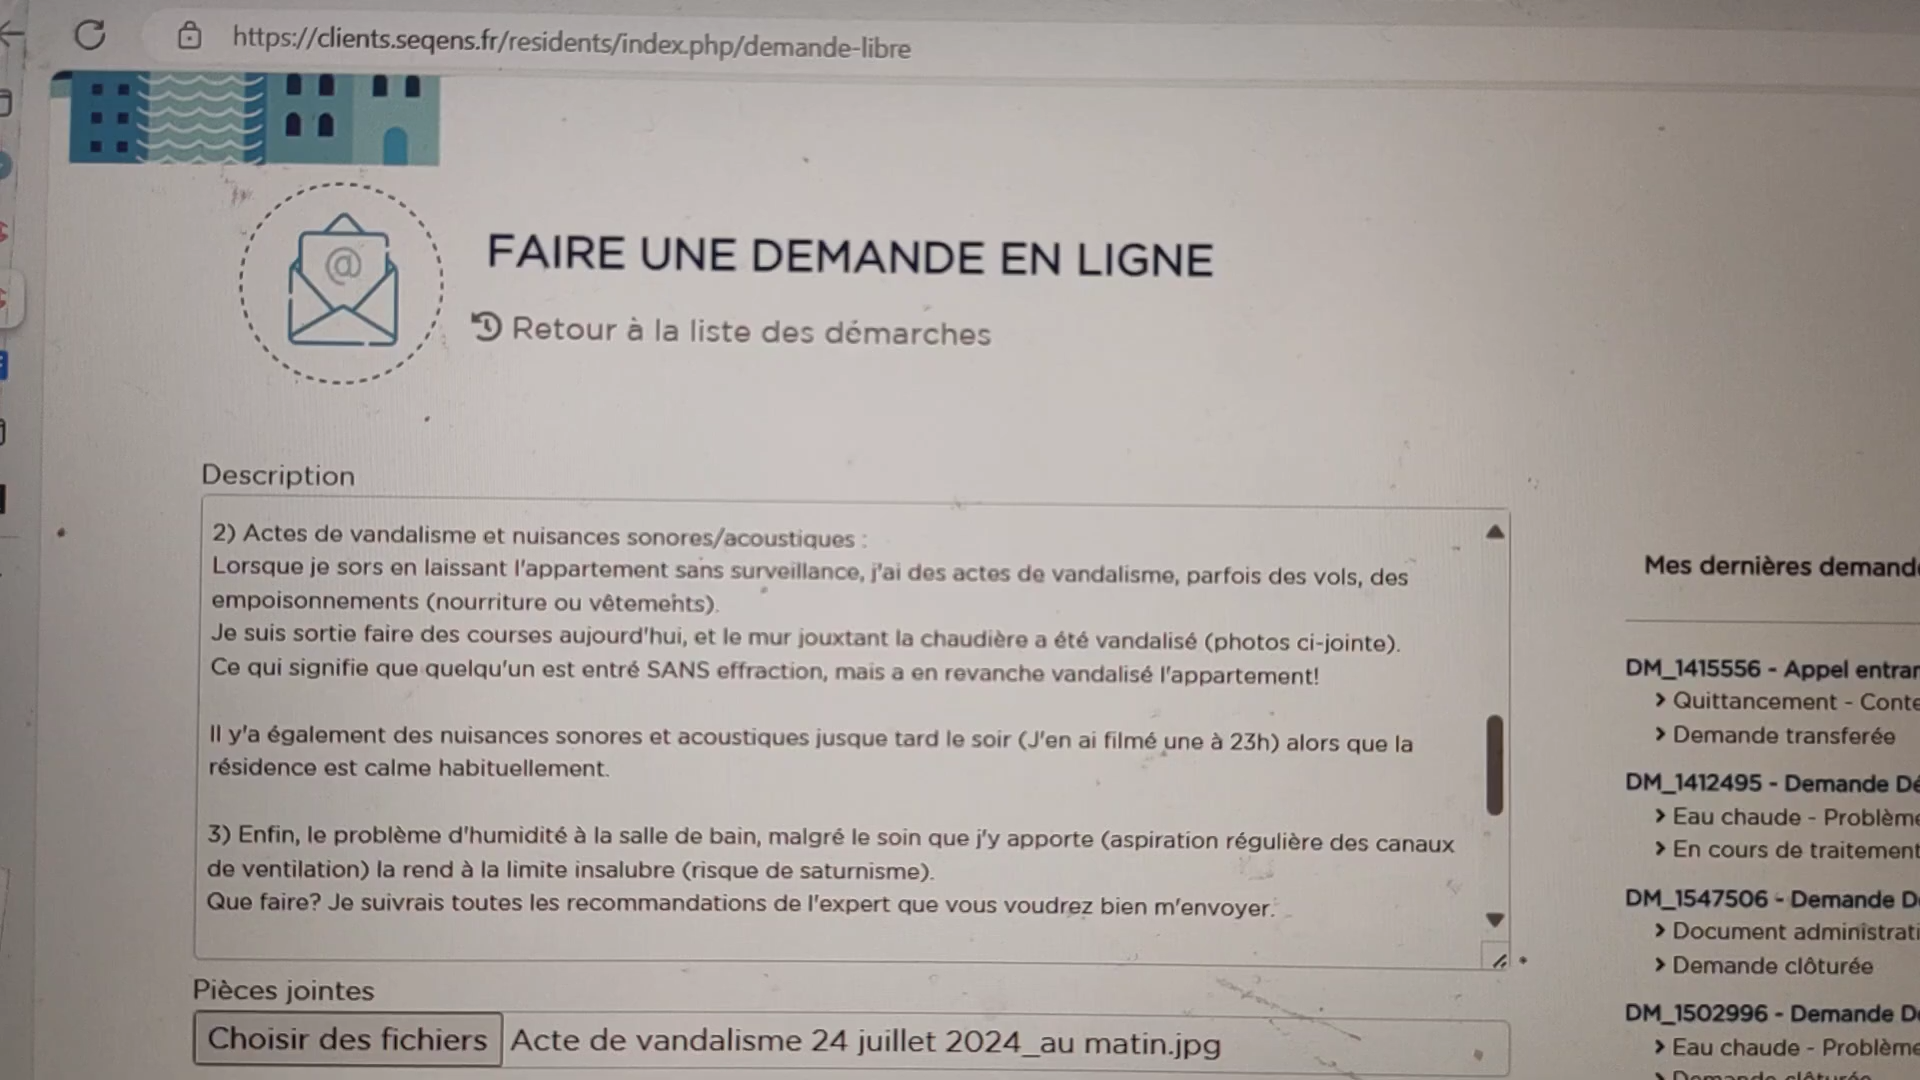 https://clients.seqens.fr/residents/index.php/demande-libre
@
FAIRE UNE DEMANDE EN LIGNE
Retour à la liste des démarches
Description
2) Actes de vandalisme et nuisances sonores/acoustiques :
Lorsque je sors en laissant l'appartement sans surveillance, j'ai des actes de vandalisme, parfois des vols, des
empoisonnements (nourriture ou vêtements).
Je suis sortie faire des courses aujourd'hui, et le mur jouxtant la chaudière a été vandalisé (photos ci-jointe).
Ce qui signifie que quelqu'un est entré SANS effraction, mais a en revanche vandalisé l'appartement!
Il y'a également des nuisances sonores et acoustiques jusque tard le soir (J'en ai filmé une à 23h) alors que la
résidence est calme habituellement.
3) Enfin, le problème d'humidité à la salle de bain, malgré le soin que j'y apporte (aspiration régulière des canaux
de ventilation) la rend à la limite insalubre (risque de saturnisme).
Que faire? Je suivrais toutes les recommandations de l'expert que vous voudrez bien m'envoyer.
Pièces jointes
Choisir des fichiers Acte de vandalisme 24 juillet 2024_au matin.jpg
Mes dernières demand
DM_1415556 - Appel entrar
> Quittancement - Conte
> Demande transferée
DM_1412495 - Demande Dé
> Eau chaude - Problème
> En cours de traitement
DM_1547506 - Demande D
> Document administrati
> Demande clôturée
DM_1502996 - Demande D
> Eau chaude - Problème
> Demande clôturée